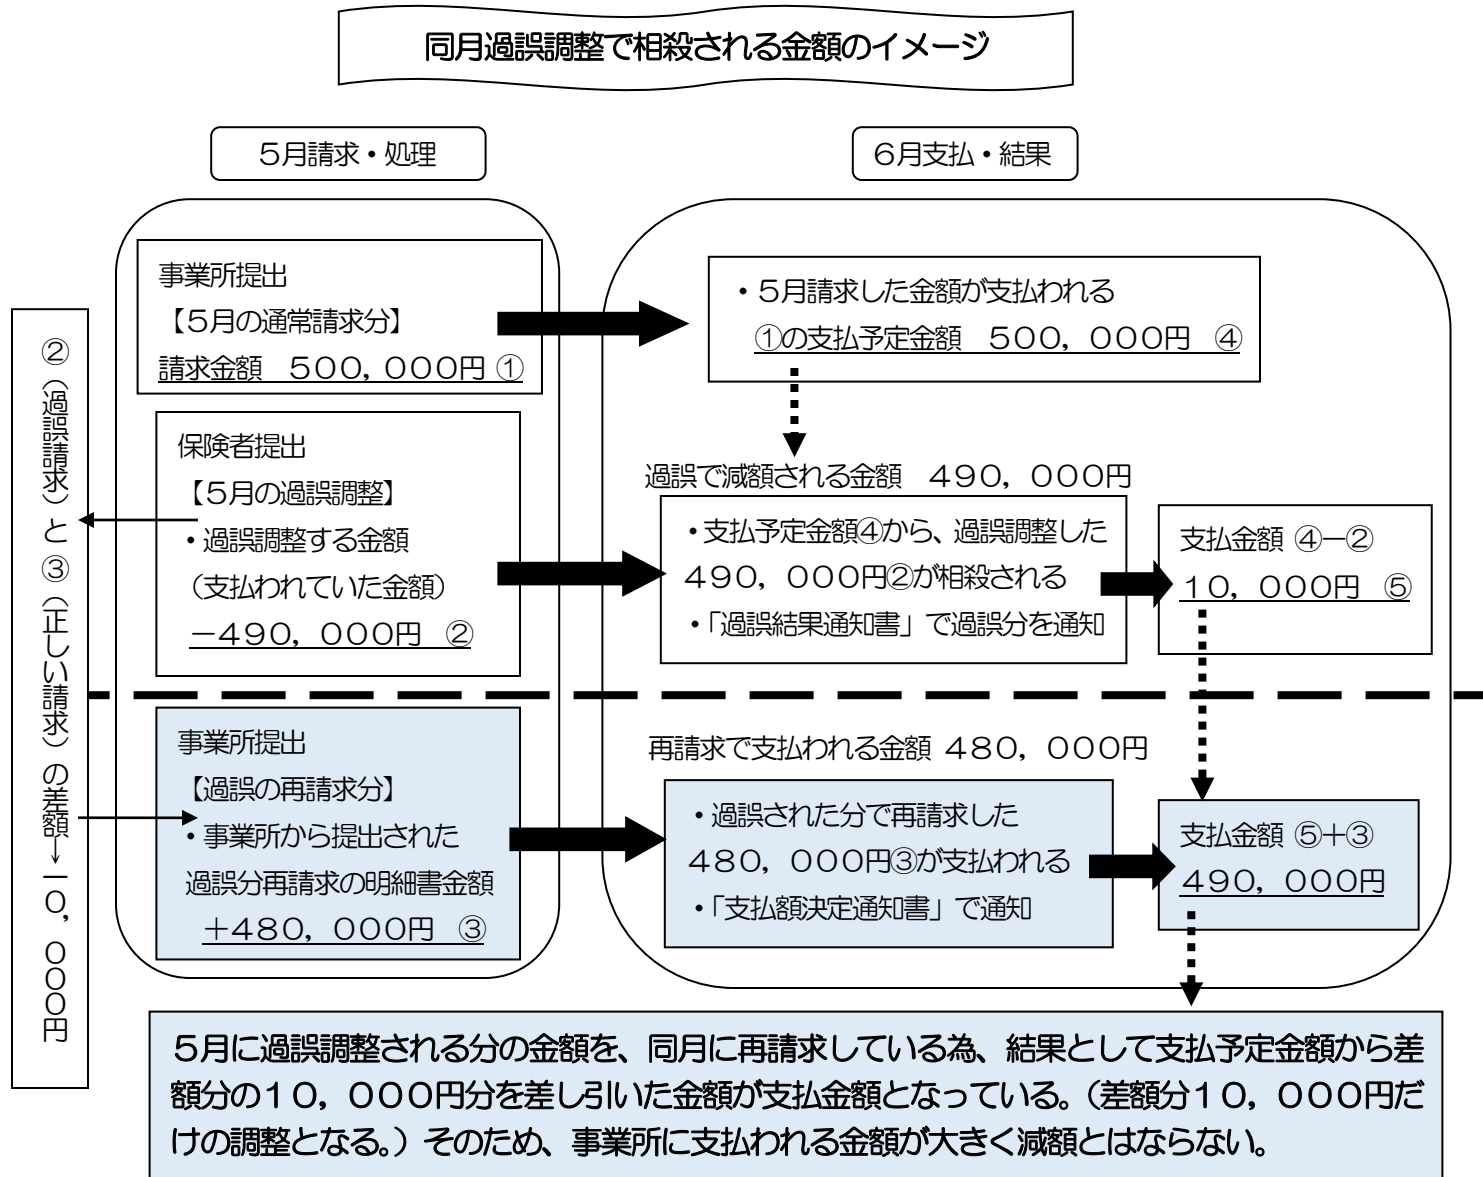 同月過誤調整で相殺される金額のイメージ
５月請求・処理
６月支払・結果
事業所提出
【５月の通常請求分】
請求金額　５００，０００円 ①
・５月請求した金額が支払われる
①の支払予定金額　５００，０００円　④
②（過誤請求）と③（正しい請求）の差額→－１０，０００円
保険者提出
【５月の過誤調整】
・過誤調整する金額
（支払われていた金額）
－４９０，０００円　②
過誤で減額される金額　４９０，０００円
・支払予定金額④から、過誤調整した
４９０，０００円②が相殺される
・「過誤結果通知書」で過誤分を通知
支払金額 ④－②
１０，０００円　⑤
事業所提出
【過誤の再請求分】
・事業所から提出された
過誤分再請求の明細書金額
＋４８０，０００円　③
再請求で支払われる金額 ４８０，０００円
・過誤された分で再請求した
４８０，０００円③が支払われる
・「支払額決定通知書」で通知
支払金額 ⑤＋③
４９０，０００円
５月に過誤調整される分の金額を、同月に再請求している為、結果として支払予定金額から差
額分の１０，０００円分を差し引いた金額が支払金額となっている。（差額分１０，０００円だ
けの調整となる。）そのため、事業所に支払われる金額が大きく減額とはならない。